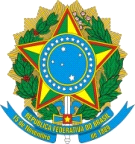 REPÚBLICA FEDERATIVA DO BRASIL
15 de Novembro
de 1889